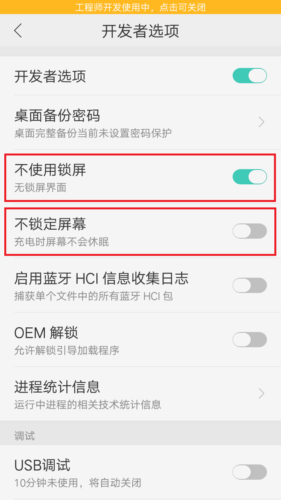 工程师开发使用中，点击可关闭
开发者选项
开发者选项
桌面备份密码
桌面完整备份当前未设置密码保护
不使用锁屏
无锁屏界面
不锁定屏幕
充电时屏幕不会休眠
启用蓝牙 HCI 信息收集日志
捕获单个文件中的所有蓝牙 HCI 包
OEM 解锁
允许解锁引导加载程序
进程统计信息
运行中进程的相关技术统计信息
调试
USB调试
10分钟未使用，将自动关闭